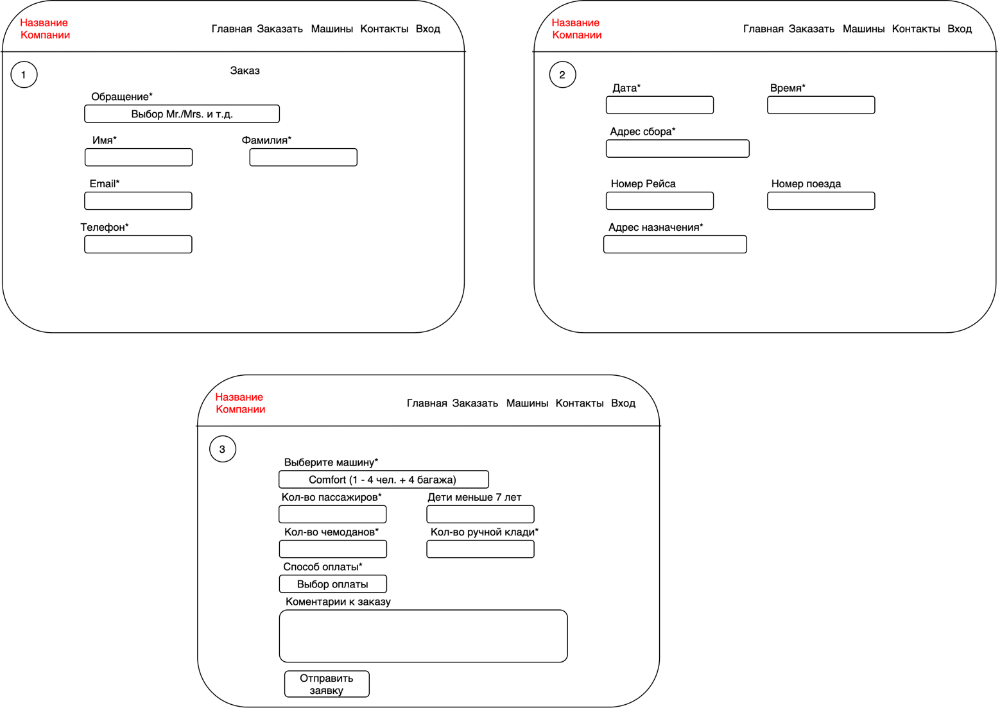 Название
Компании
Главная Заказать Машины Контакты Вход
1
Заказ
Обращение*
Выбор Mr./Mrs. и т.д.
Имя* Фамилия*
Email*
Телефон*
Название
Компании
Главная Заказать Машины Контакты Вход
2
Дата* Время*
Адрес сбора*
Номер Рейса Номер поезда
Адрес назначения*
Название
Компании
Главная Заказать Машины Контакты Вход
3
Выберите машину*
Comfort (1 - 4 чел. + 4 багажа)
Кол-во пассажиров* Дети меньше 7 лет
Кол-во чемоданов* Кол-во ручной клади*
Способ оплаты*
Выбор оплаты
Коментарии к заказу
Отправить
заявку